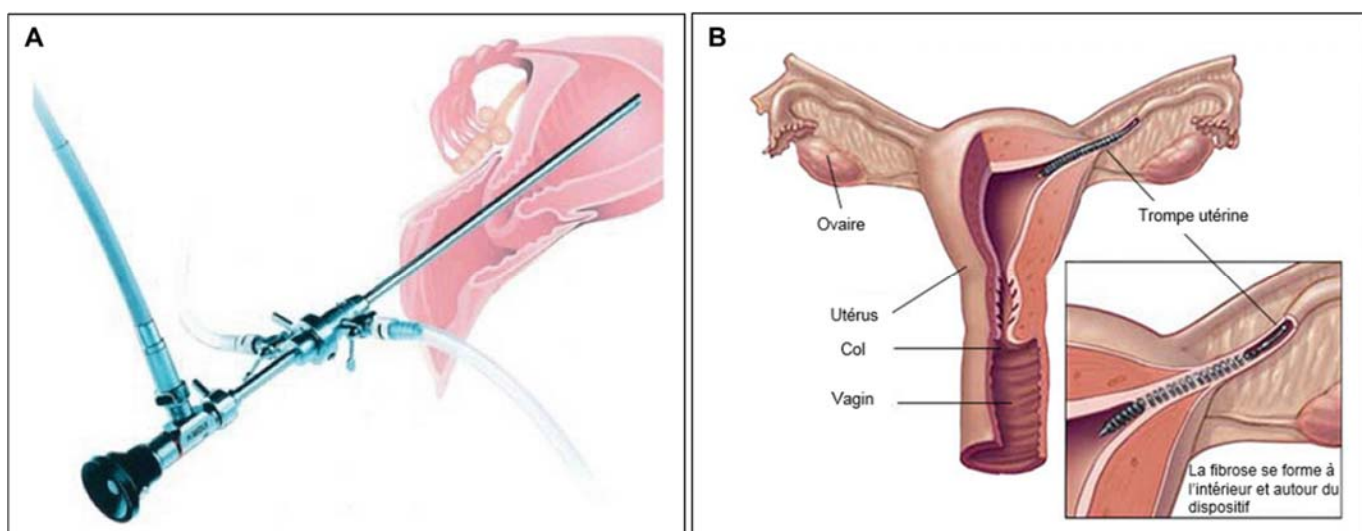 A
B
Ovaire
Trompe utérine
Utérus
Col
Vagin
La fibrose se forme à
l'intérieur et autour du
dispositif